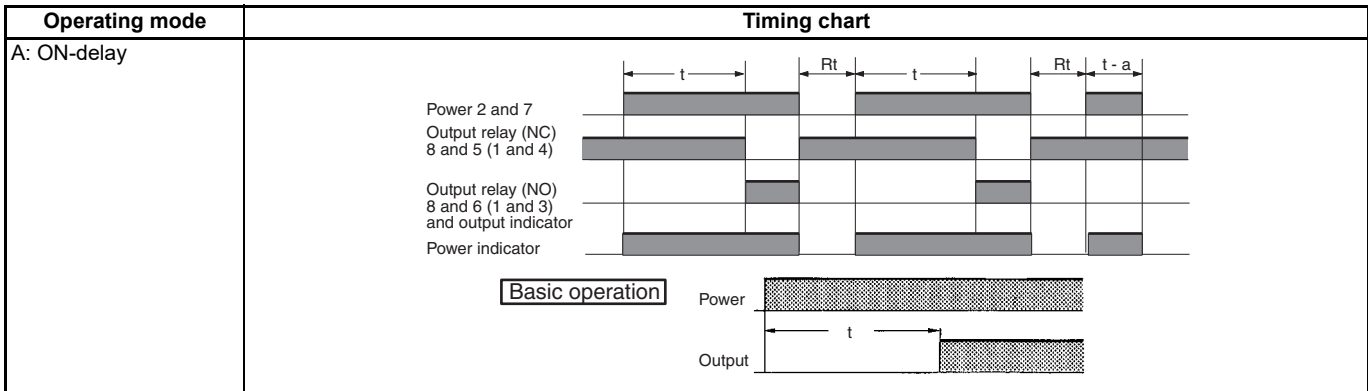 Operating mode
Timing chart
A: ON-delay
t
Rt
t
Rt
t - a
Power 2 and 7
Output relay (NC)
8 and 5 (1 and 4)
Output relay (NO)
8 and 6 (1 and 3)
and output indicator
Power indicator
Basic operation
Power
t
Output